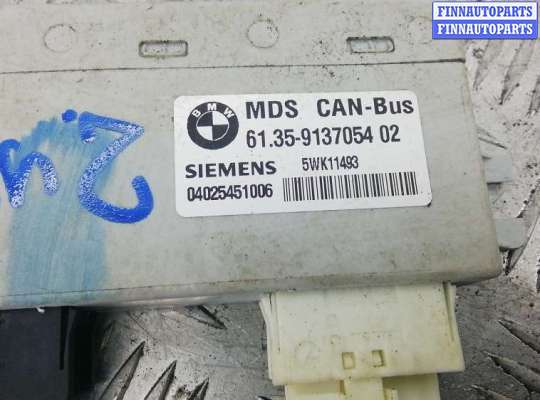 FINNAUTOPARTS
FINNAUTOPARTS
BMW
MDS CAN-Bus
61.35-9137054 02
SIEMENS 5WK11493
04025451006